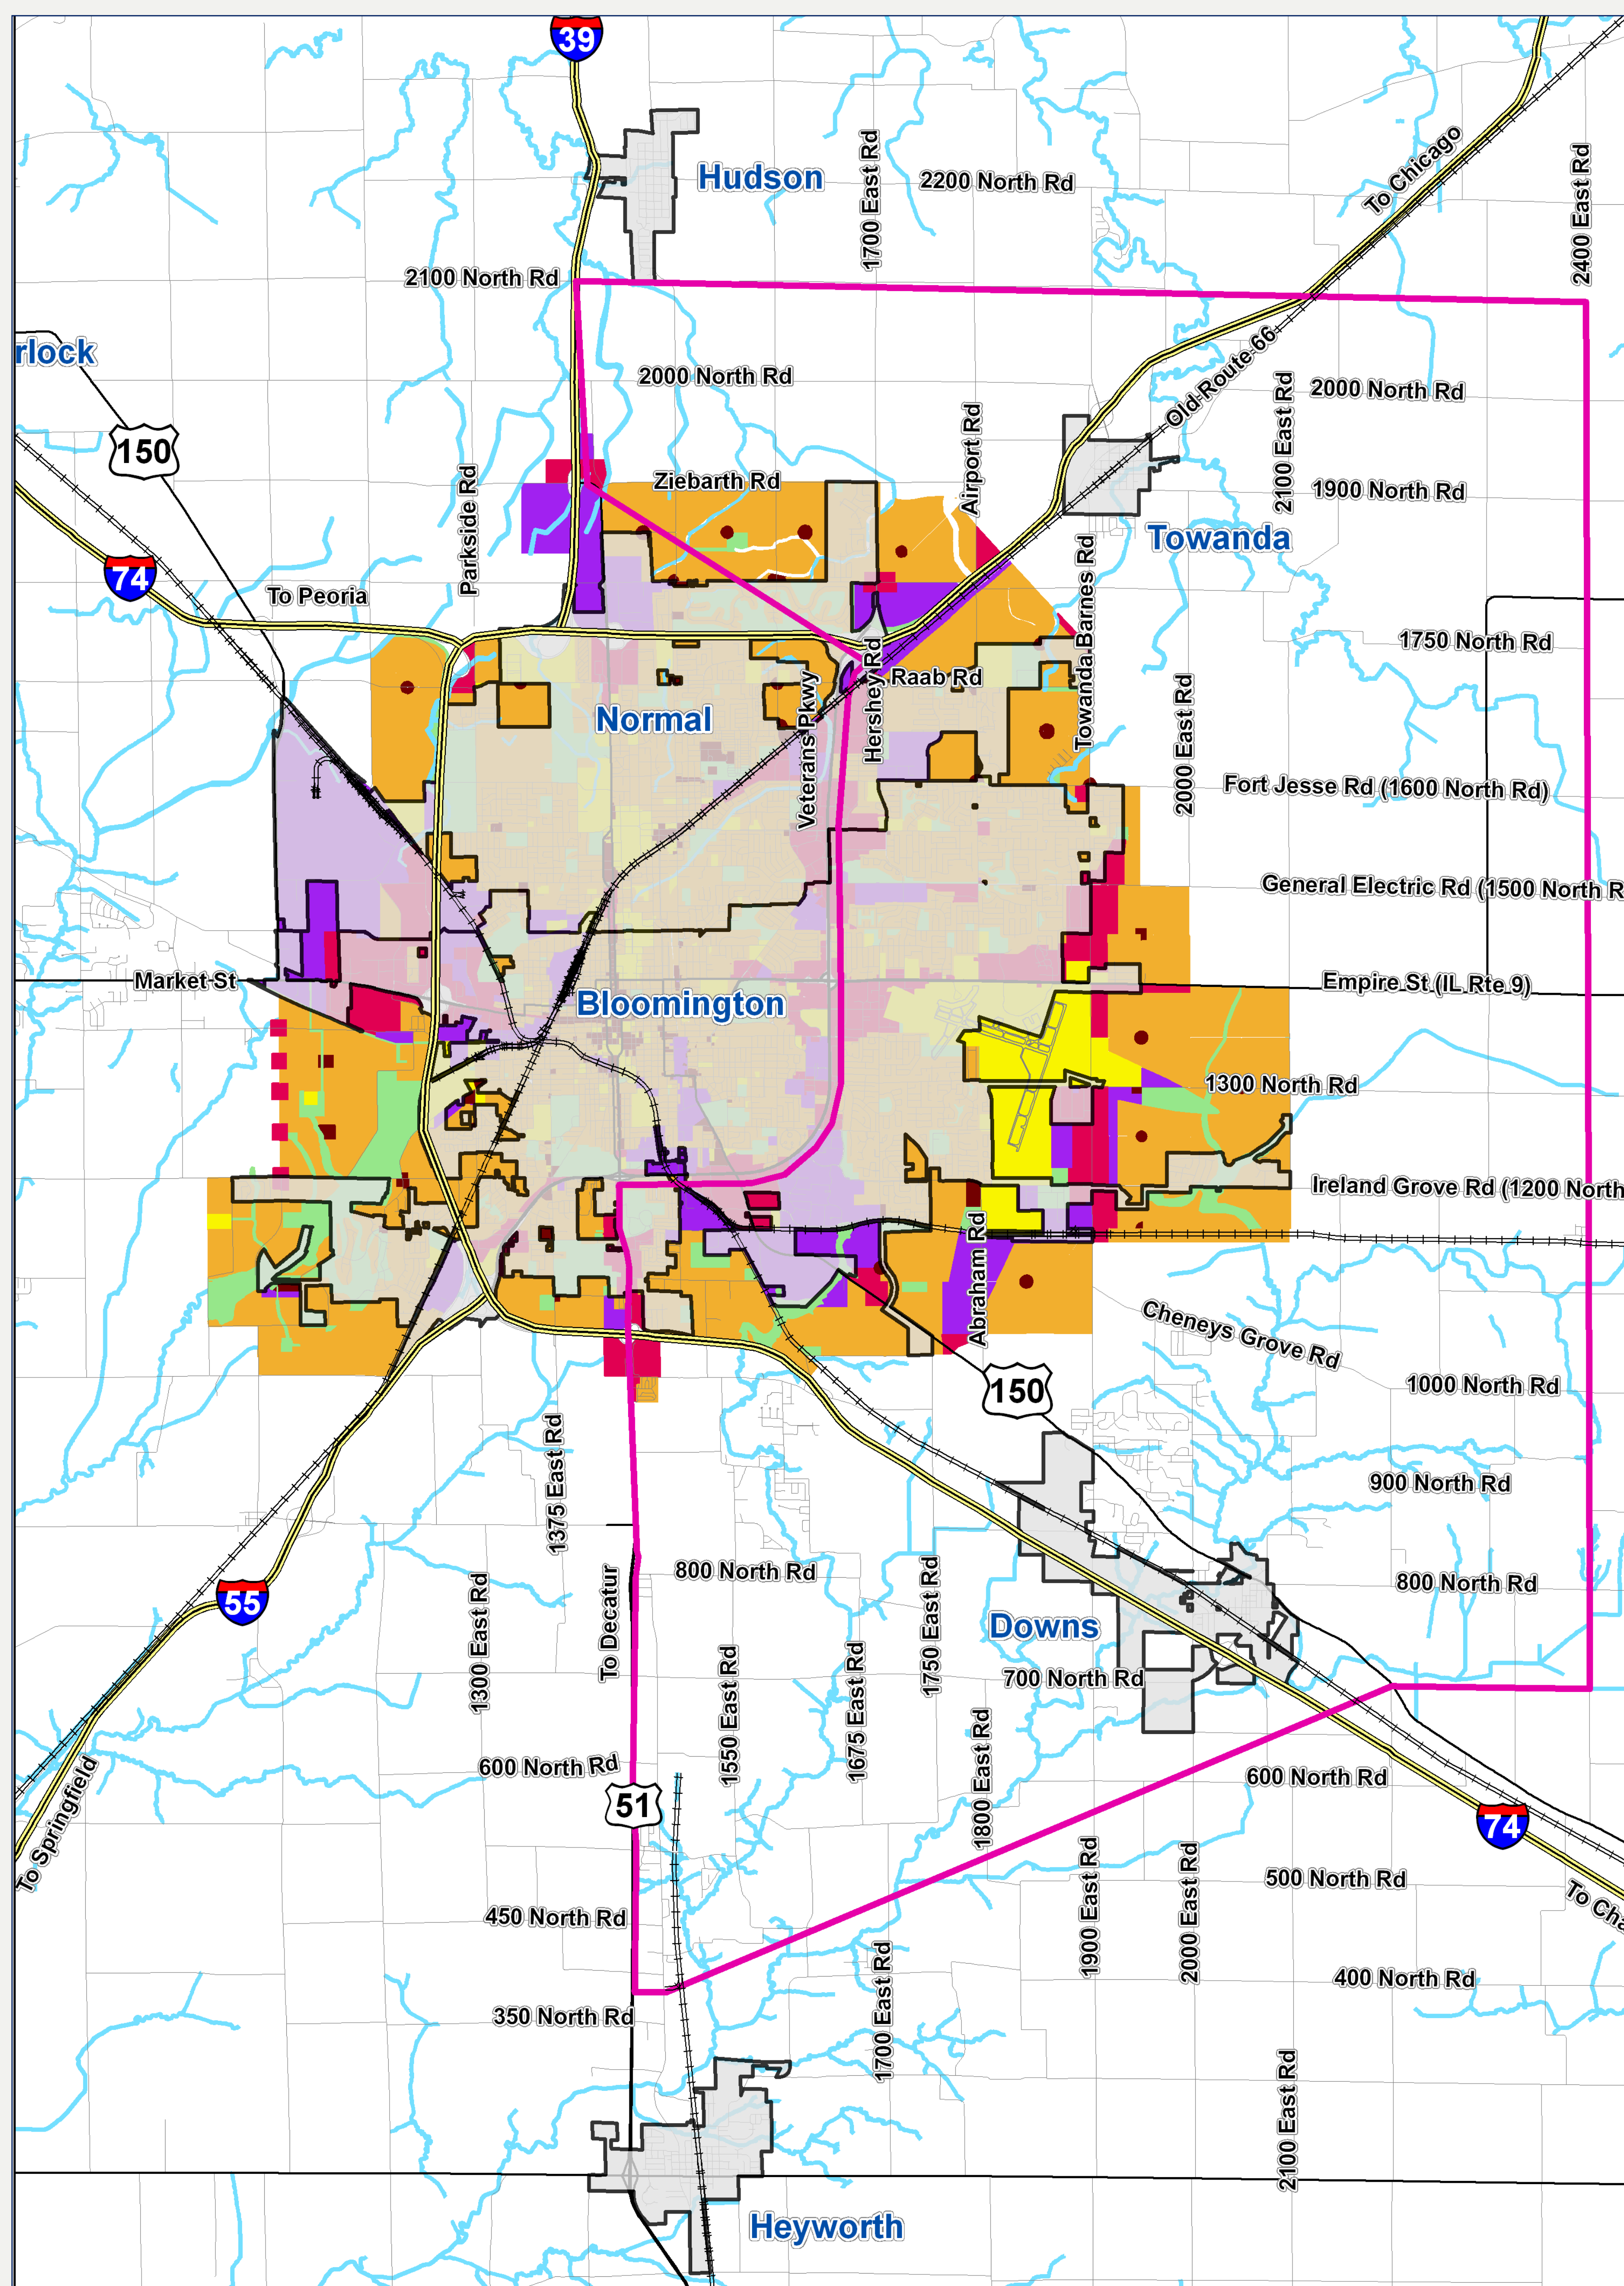 39
Hudson
1700 East Rd
2200 North Rd
To Chicago
2400 East Rd
2100 North Rd
rlock
2000 North Rd
Old Route 66
2100 East Rd
2000 North Rd
150
Parkside Rd
Ziebarth Rd
Airport Rd
1900 North Rd
Towanda
74
To Peoria
Towanda Barnes Rd
1750 North Rd
Hershey Rd
Raab Rd
Normal
Veterans Pkwy
2000 East Rd
Fort Jesse Rd (1600 North Rd)
General Electric Rd (1500 North R
Market St
Empire St (IL Rte 9)
Bloomington
1300 North Rd
Ireland Grove Rd (1200 North
Abraham Rd
Cheneys Grove Rd
150
1000 North Rd
1375 East Rd
900 North Rd
55
1300 East Rd
To Decatur
800 North Rd
1750 East Rd
800 North Rd
Downs
1550 East Rd
1675 East Rd
700 North Rd
1800 East Rd
To Springfield
600 North Rd
51
600 North Rd
74
1900 East Rd
2000 East Rd
500 North Rd
To Cha
450 North Rd
1700 East Rd
400 North Rd
350 North Rd
2100 East Rd
Heyworth